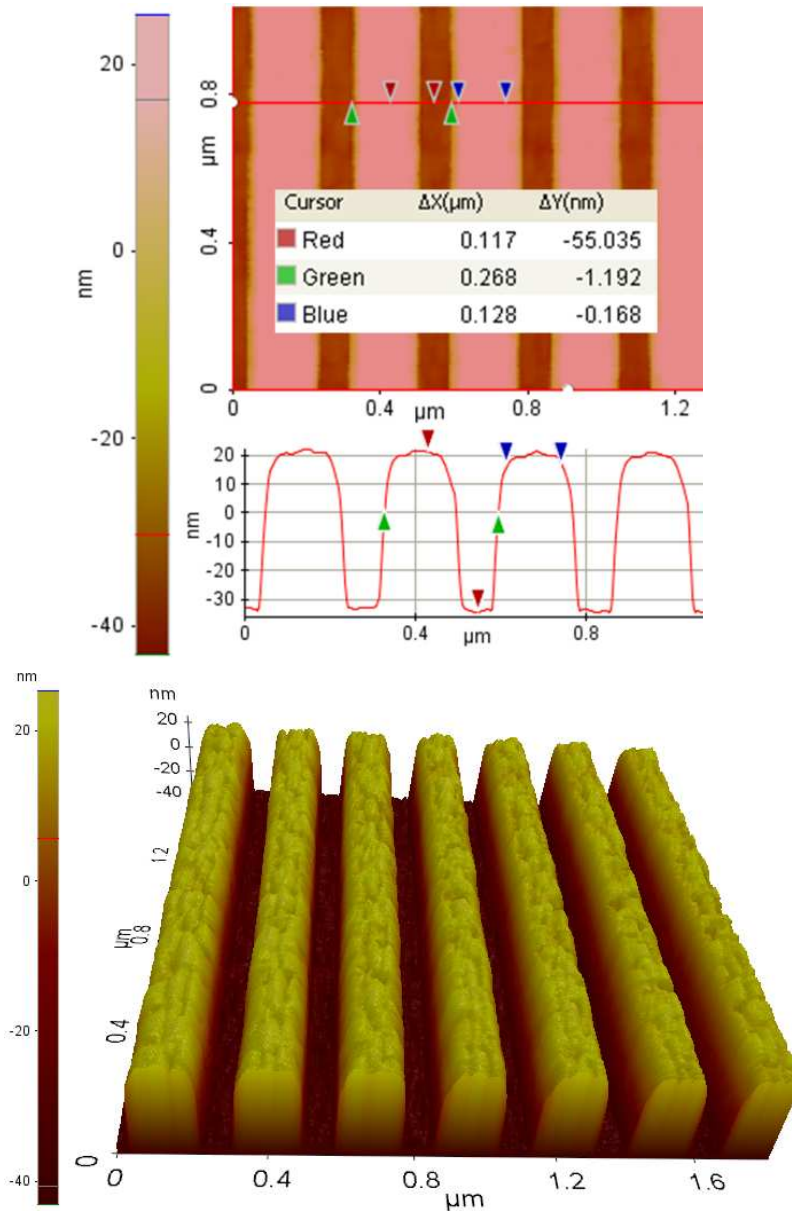 20
0
-20
-40
nm
0.8
0.4
0
µm
Cursor ΔX(µm) ΔY(nm)
Red 0.117 -55.035
Green 0.268 -1.192
Blue 0.128 -0.168
0 0.4 0.8 1.2
µm
20
10
0
-10
-20
-30
nm
0 0.4 0.8
µm
nm
20
0
-20
-40
nm
20
0
-20
-40
1.2
0.8
µm
0.4
0
0 0.4 0.8 1.2 1.6
µm